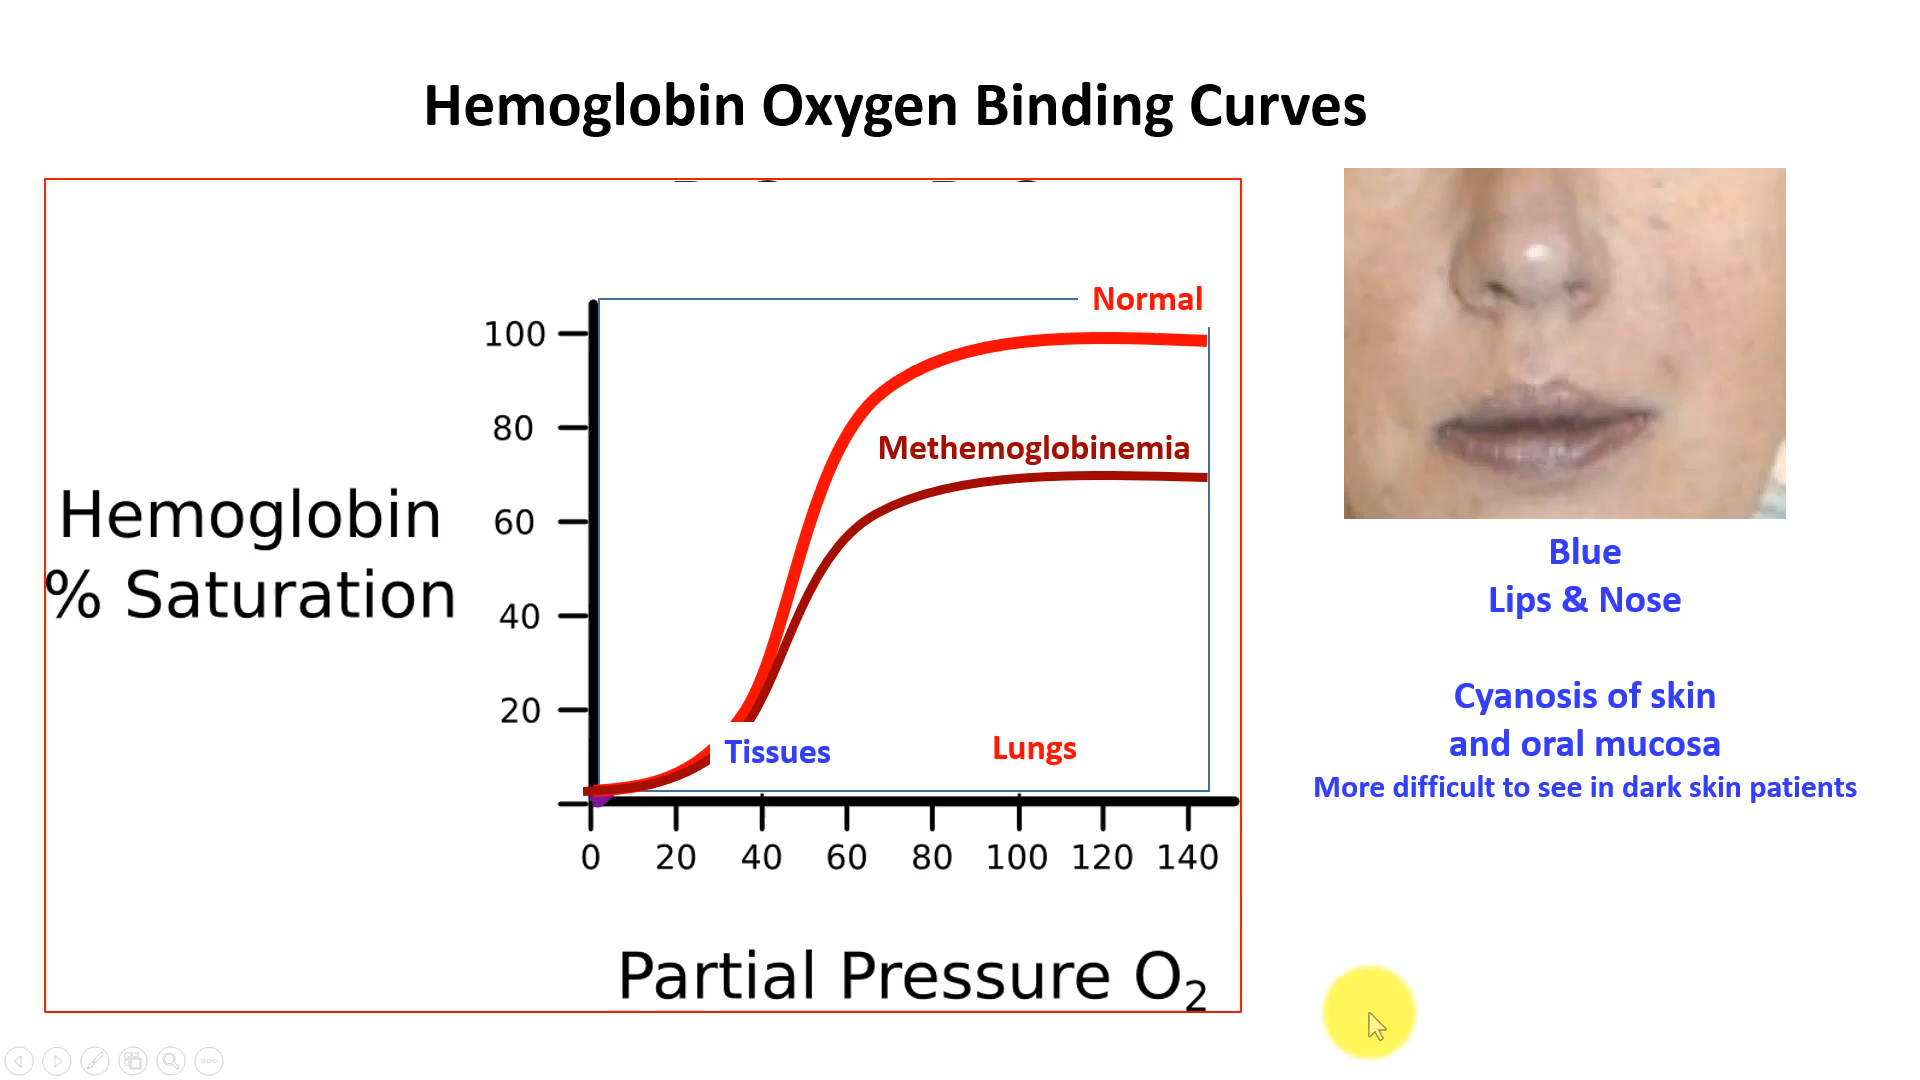 Hemoglobin Oxygen Binding Curves
Normal
100
80
Methemoglobinemia
Hemoglobin
% Saturation
60
40
20
Tissues
Lungs
0 20 40 60 80 100 120 140
Partial Pressure O₂
Blue
Lips & Nose
Cyanosis of skin
and oral mucosa
More difficult to see in dark skin patients